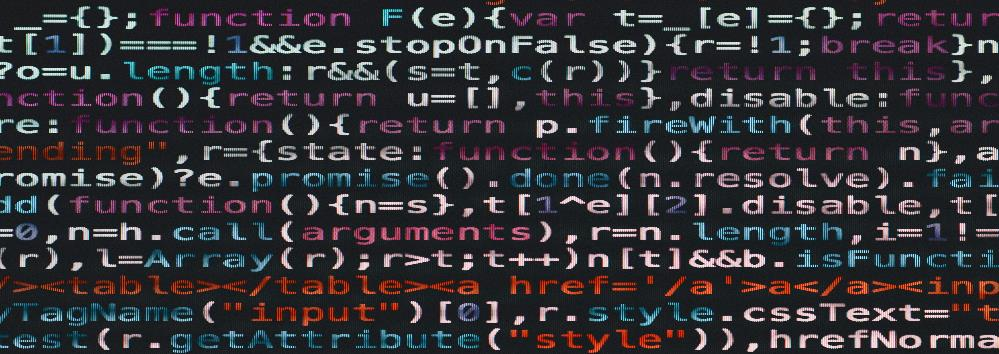 _={};function F(e){var t=_[e]={};retur
t[1])===!1&&e.stopOnFalse){r=!1;break}n
?o=u.length:r&&(s=t,c(r))}return this},
nction(){return u=[],this},disable:func
re:function(){return p.fireWith(this,ar
ending",r={state:function(){return n},a
romise)?e.promise().done(n.resolve).fai
dd(function(){n=s},t[1^e][2].disable,t[
=0,n=h.call(arguments),r=n.length,i=1!=
(r),l=Array(r);r>t;t++)n[t]&&b.isFuncti
/><table></table><a href='/a'>a</a><inp
yTagName("input")[0],r.style.cssText="t
test(r.getAttribute("style")),hrefNorma